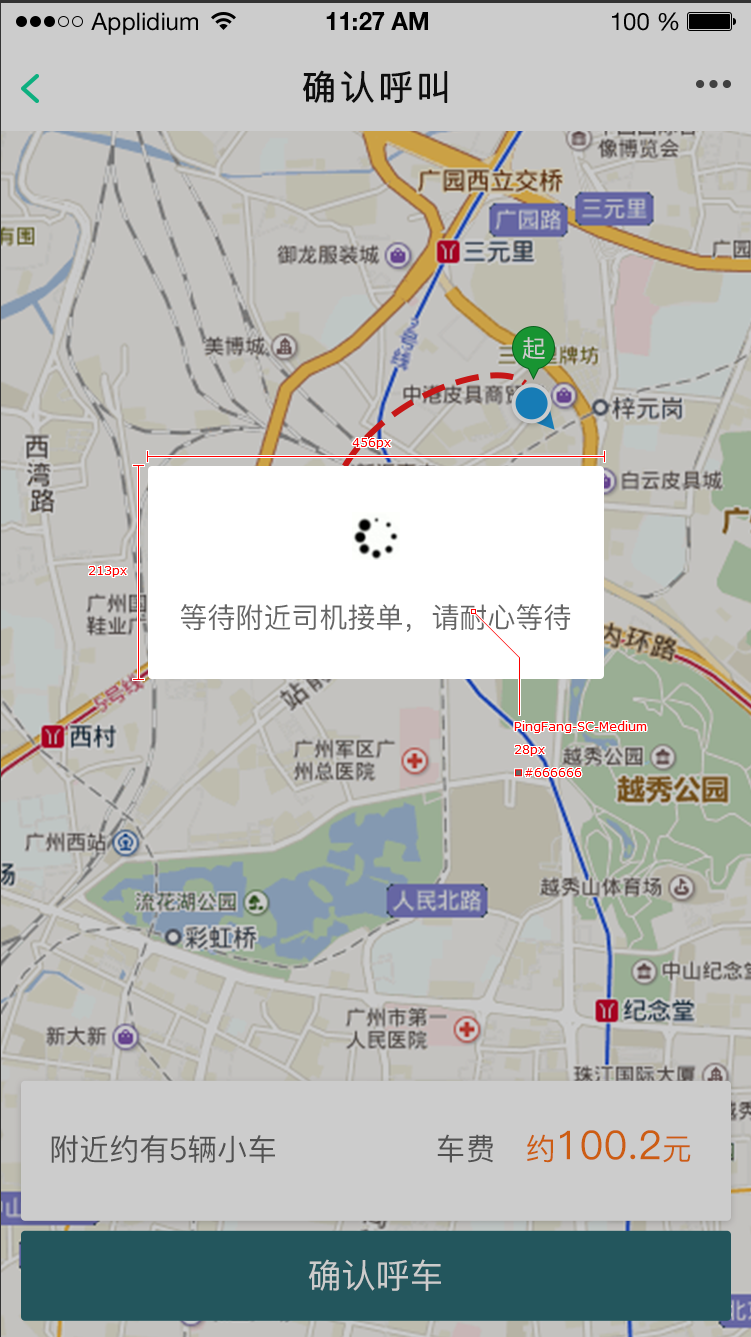 Applidium 11:27 AM 100 %
确认呼叫
像博览会
广园西立交桥
广园路 三元里
有围
御龙服装城 三元里 广园
美博城
起
牌坊
中港皮具商贸
梓元岗
456px
西湾路
白云皮具城
213px
等待附近司机接单，请耐心等待
内环路
5号线
站前
PingFang-SC-Medium
西村
28px
广州军区广
州总医院
越秀公园
#666666
越秀公园
广州西站
越秀山体育场
流花湖公园 人民北路
彩虹桥
中山纪念
纪念堂
广州市第一
人民医院
新大新
珠江国际大厦
附近约有5辆小车 车费 约100.2元
确认呼车